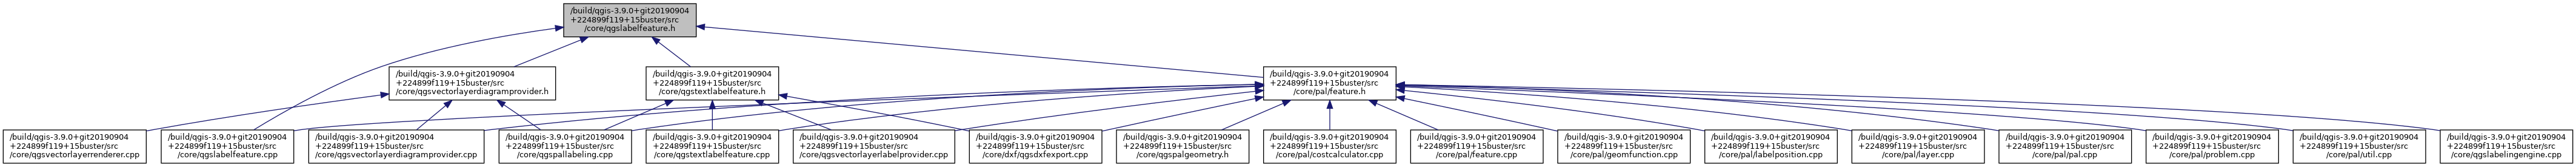 /build/qgis-3.9.0+git20190904
+224899f119+15buster/src
/core/qgslabelfeature.h
/build/qgis-3.9.0+git20190904
+224899f119+15buster/src
/core/qgsvectorlayerdiagramprovider.h
/build/qgis-3.9.0+git20190904
+224899f119+15buster/src
/core/qgstextlabelfeature.h
/build/qgis-3.9.0+git20190904
+224899f119+15buster/src
/core/pal/feature.h
/build/qgis-3.9.0+git20190904
+224899f119+15buster/src
/core/qgsvectorlayerrenderer.cpp
/build/qgis-3.9.0+git20190904
+224899f119+15buster/src
/core/qgslabelfeature.cpp
/build/qgis-3.9.0+git20190904
+224899f119+15buster/src
/core/qgsvectorlayerdiagramprovider.cpp
/build/qgis-3.9.0+git20190904
+224899f119+15buster/src
/core/qgspallabeling.cpp
/build/qgis-3.9.0+git20190904
+224899f119+15buster/src
/core/qgstextlabelfeature.cpp
/build/qgis-3.9.0+git20190904
+224899f119+15buster/src
/core/qgsvectorlayerlabelprovider.cpp
/build/qgis-3.9.0+git20190904
+224899f119+15buster/src
/core/dxf/qgsdxfexport.cpp
/build/qgis-3.9.0+git20190904
+224899f119+15buster/src
/core/qgspalgeometry.h
/build/qgis-3.9.0+git20190904
+224899f119+15buster/src
/core/pal/costcalculator.cpp
/build/qgis-3.9.0+git20190904
+224899f119+15buster/src
/core/pal/feature.cpp
/build/qgis-3.9.0+git20190904
+224899f119+15buster/src
/core/pal/geomfunction.cpp
/build/qgis-3.9.0+git20190904
+224899f119+15buster/src
/core/pal/labelposition.cpp
/build/qgis-3.9.0+git20190904
+224899f119+15buster/src
/core/pal/layer.cpp
/build/qgis-3.9.0+git20190904
+224899f119+15buster/src
/core/pal/pal.cpp
/build/qgis-3.9.0+git20190904
+224899f119+15buster/src
/core/pal/problem.cpp
/build/qgis-3.9.0+git20190904
+224899f119+15buster/src
/core/pal/util.cpp
/build/qgis-3.9.0+git20190904
+224899f119+15buster/src
/core/qgslabelingengine.cpp